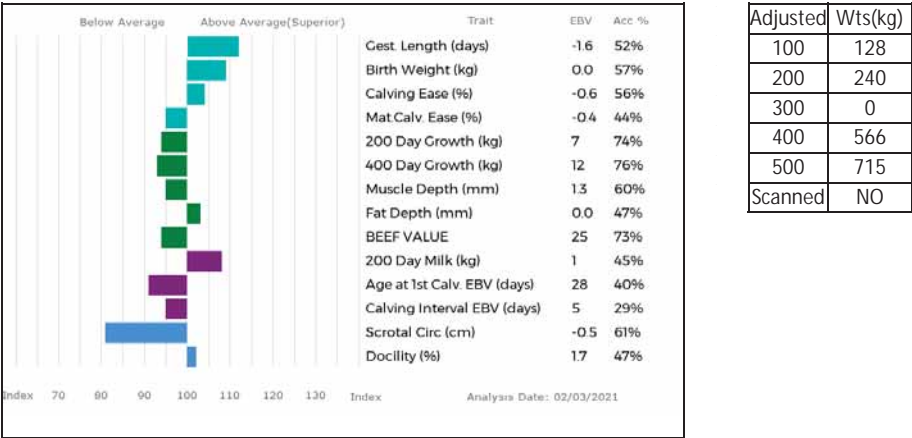 Below Average Above Average(Superior) Trait EBV Acc %
Gest. Length (days) -1.6 52%
Birth Weight (kg) 0.0 57%
Calving Ease (%) -0.6 56%
Mat.Calv. Ease (%) -0.4 44%
200 Day Growth (kg) 7 74%
400 Day Growth (kg) 12 76%
Muscle Depth (mm) 1.3 60%
Fat Depth (mm) 0.0 47%
BEEF VALUE 25 73%
200 Day Milk (kg) 1 45%
Age at 1st Calv. EBV (days) 28 40%
Calving Interval EBV (days) 5 29%
Scrotal Circ (cm) -0.5 61%
Docility (%) 1.7 47%
Index 70 80 90 100 110 120 130 Index Analysis Date: 02/03/2021
Adjusted Wts(kg)
100 128
200 240
300 0
400 566
500 715
Scanned NO